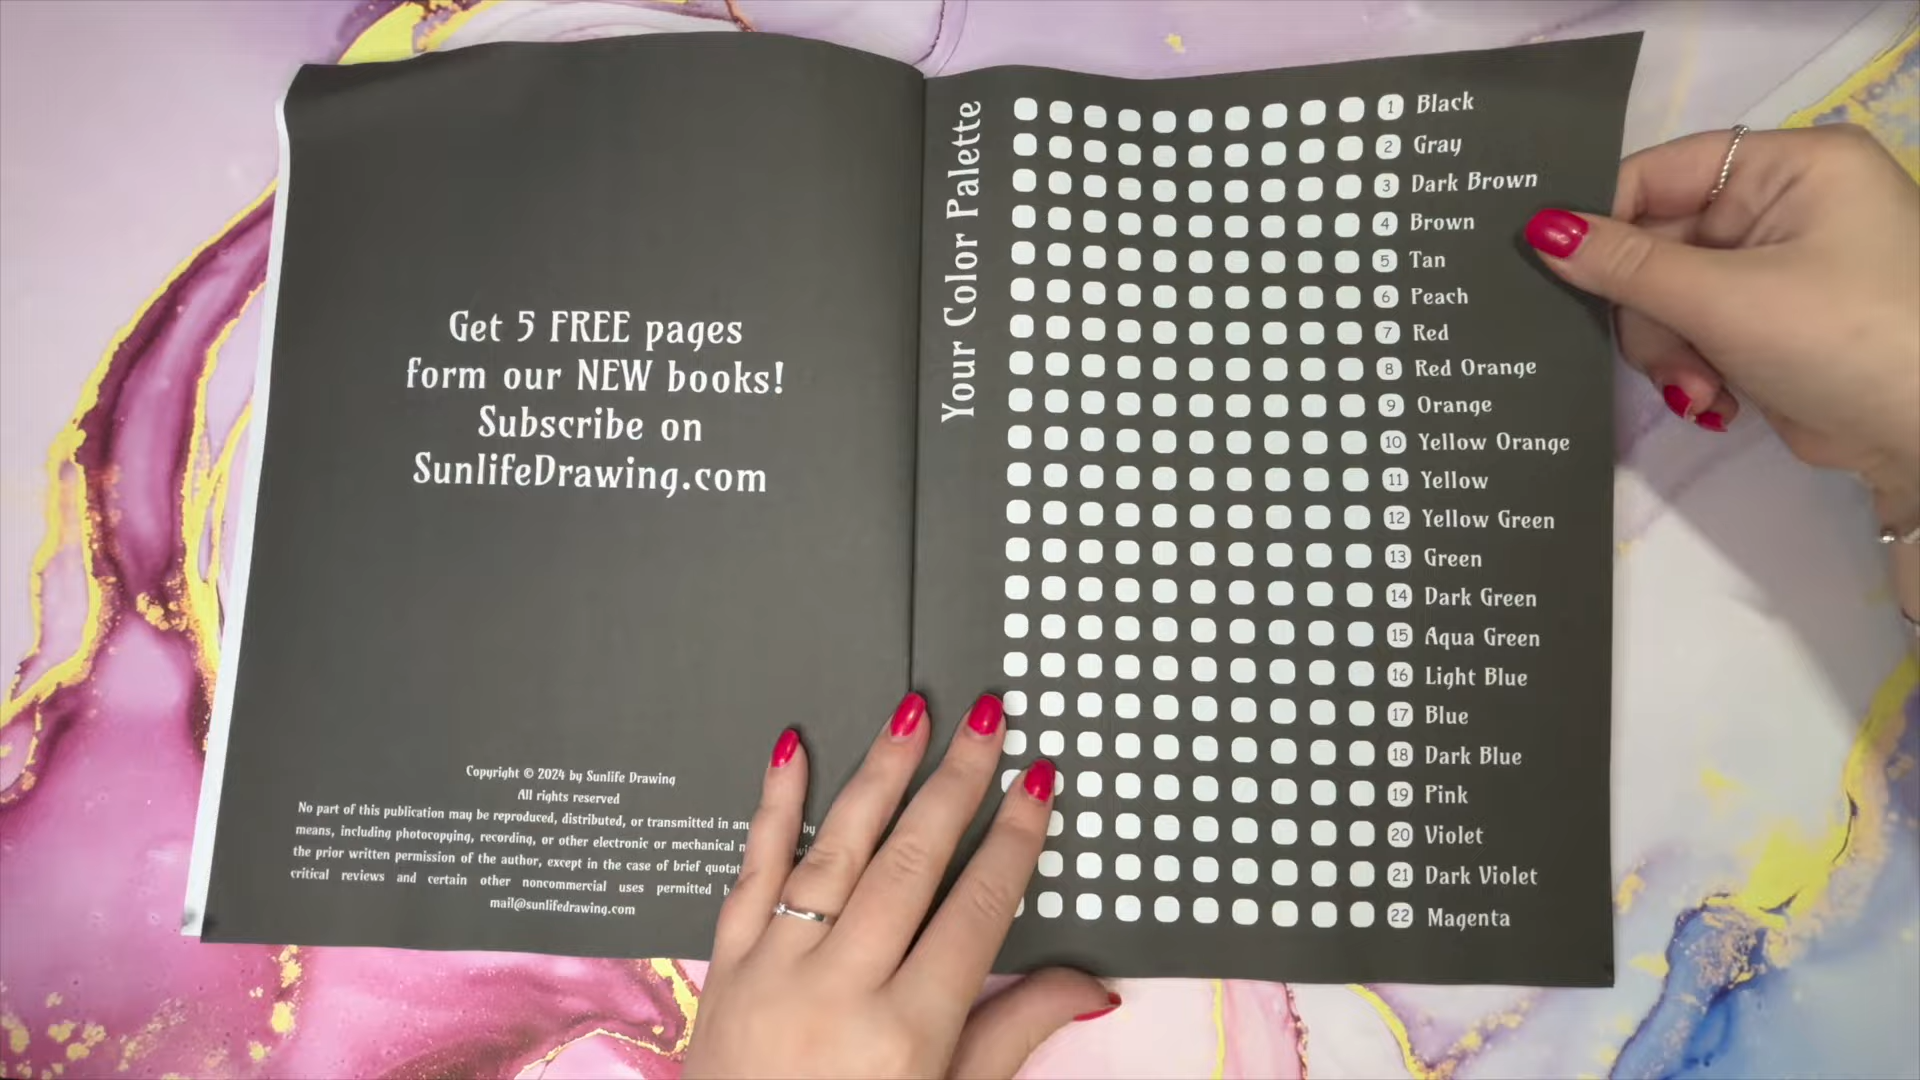 Get 5 FREE pages
form our NEW books!
Subscribe on
SunlifeDrawing.com
Copyright © 2024 by Sunlife Drawing
All rights reserved
No part of this publication may be reproduced, distributed, or transmitted in by
means, including photocopying, recording, or other electronic or mechanical
the prior written permission of the author, except in the case of brief
critical reviews and certain other noncommercial uses permitted
mail@sunlifedrawing.com
Your Color Palette
1 Black
2 Gray
3 Dark Brown
4 Brown
5 Tan
6 Peach
7 Red
8 Red Orange
9 Orange
10 Yellow Orange
11 Yellow
12 Yellow Green
13 Green
14 Dark Green
15 Aqua Green
16 Light Blue
17 Blue
18 Dark Blue
19 Pink
20 Violet
21 Dark Violet
22 Magenta